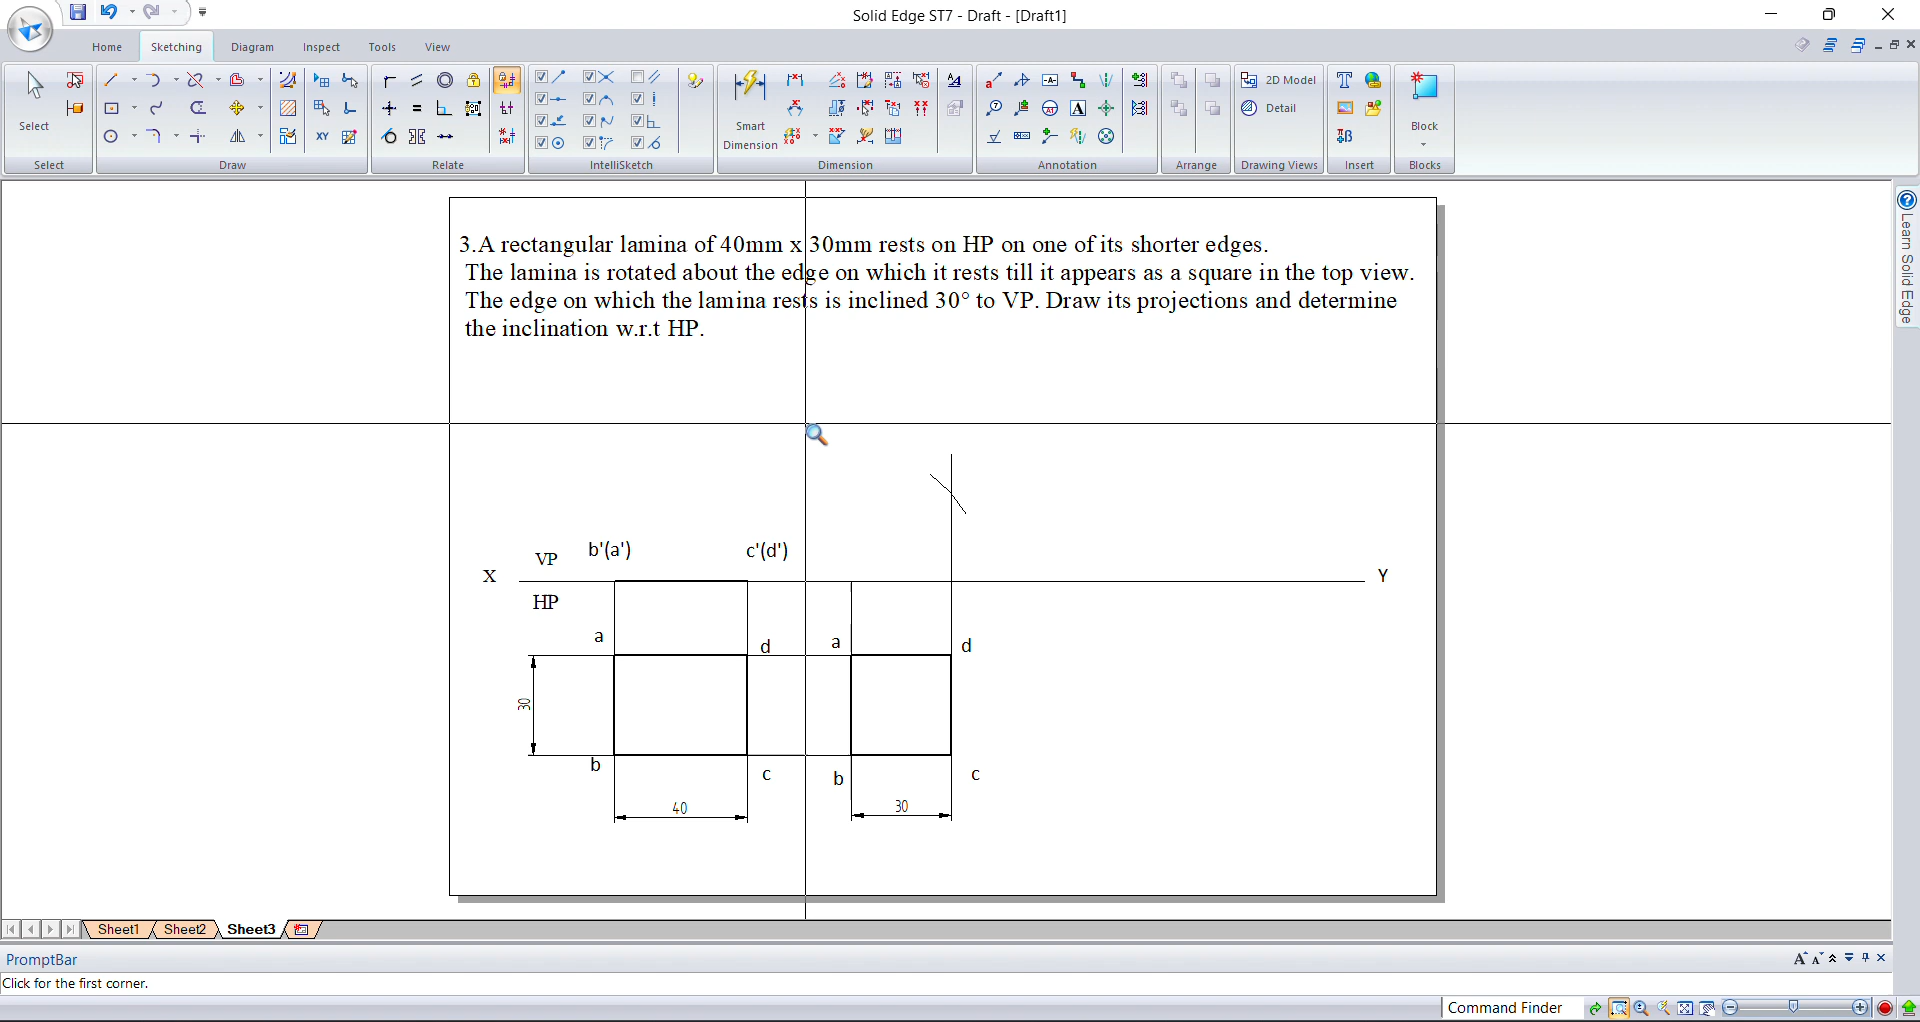 Solid Edge ST7 - Draft - [Draft1]
Home Sketching Diagram Inspect Tools View
Select
Smart
Dimension
2D Model
Detail
Block
Select Draw Relate IntelliSketch Dimension Annotation Arrange Drawing Views Insert Blocks
3.A rectangular lamina of 40mm x 30mm rests on HP on one of its shorter edges.
The lamina is rotated about the edge on which it rests till it appears as a square in the top view.
The edge on which the lamina rests is inclined 30° to VP. Draw its projections and determine
the inclination w.r.t HP.
VP b'(a') c'(d')
X Y
HP
a d a d
30
b c b c
40 30
Learn Solid Edge
Sheet1 Sheet2 Sheet3
PromptBar
Click for the first corner.
Command Finder